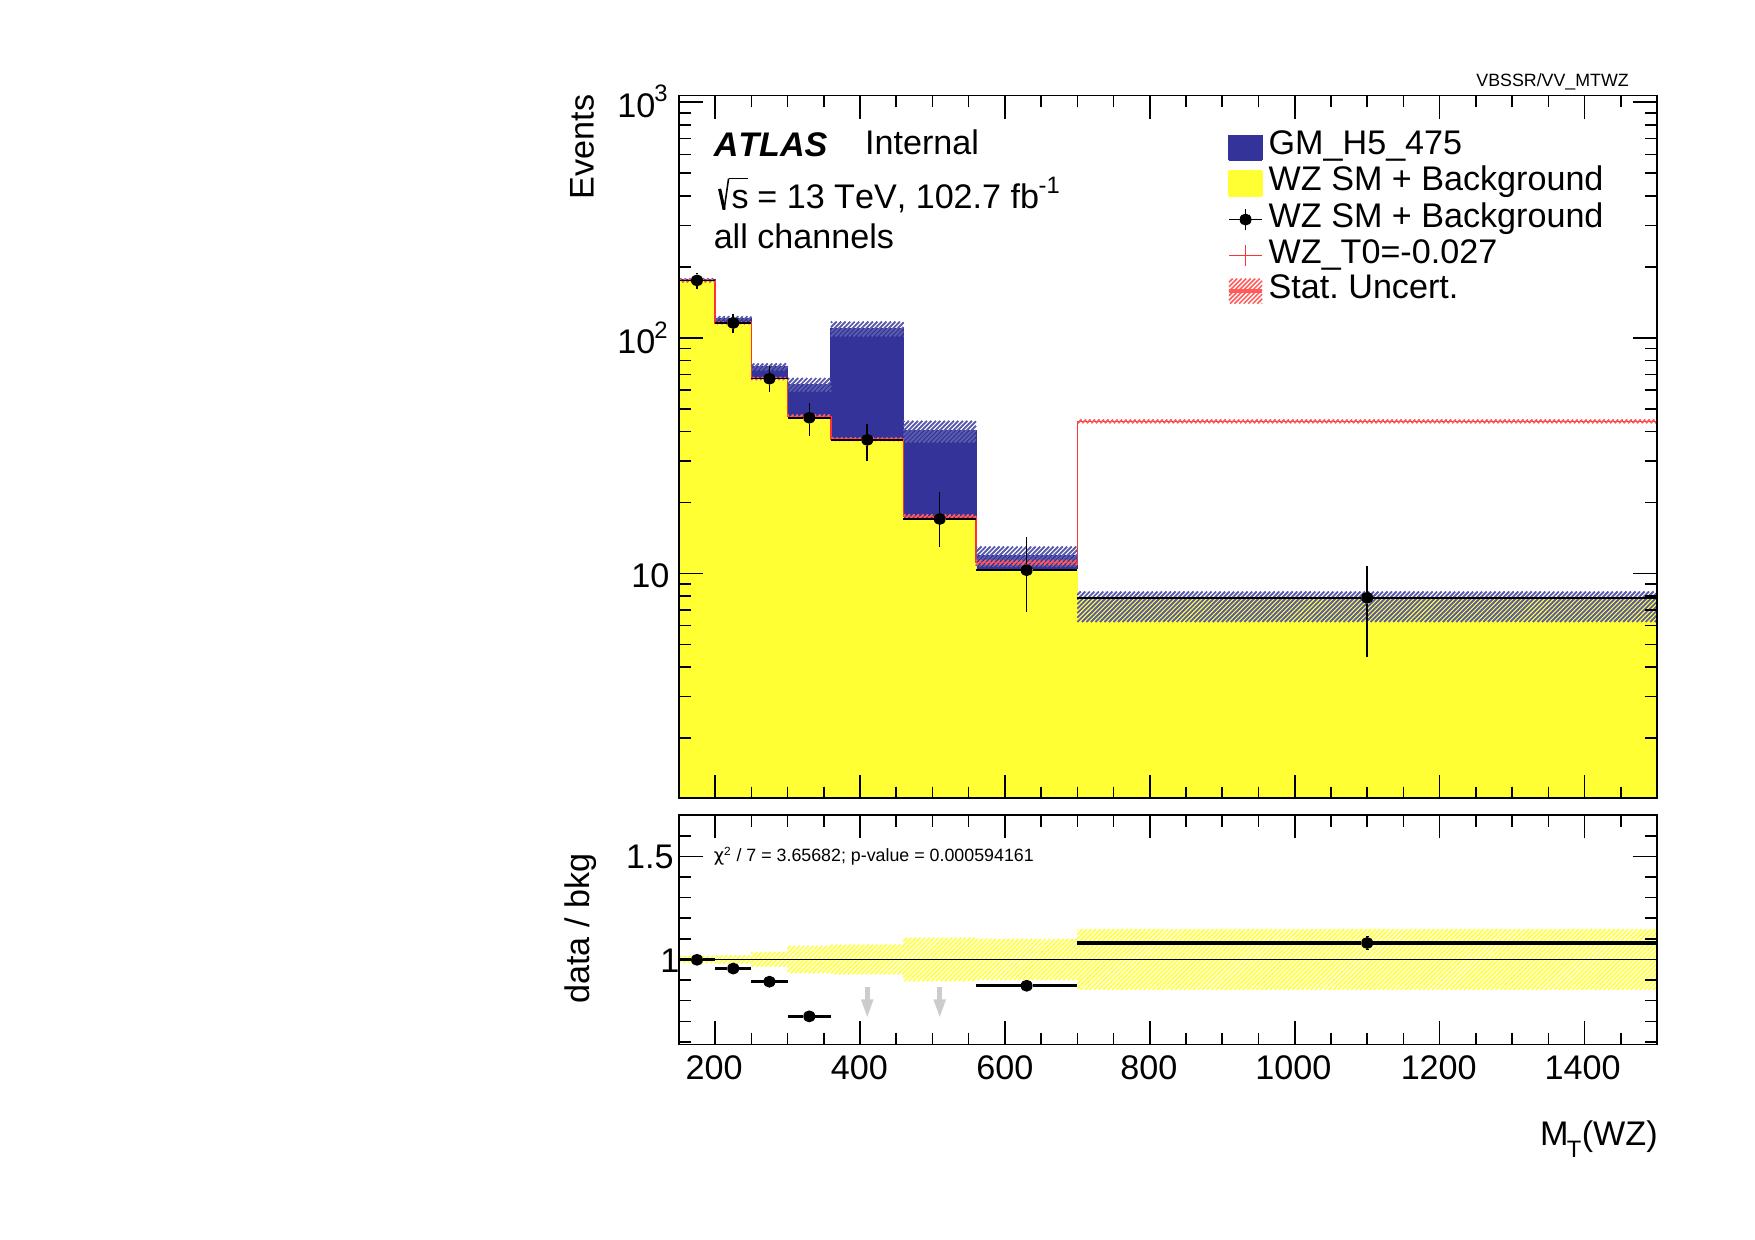 VBSSR/VV_MTWZ
Events
10³
10²
10
ATLAS Internal
√s = 13 TeV, 102.7 fb⁻¹
all channels
GM_H5_475
WZ SM + Background
WZ SM + Background
WZ_T0=-0.027
Stat. Uncert.
data / bkg
1.5
1
χ² / 7 = 3.65682; p-value = 0.000594161
200 400 600 800 1000 1200 1400
M_T(WZ)